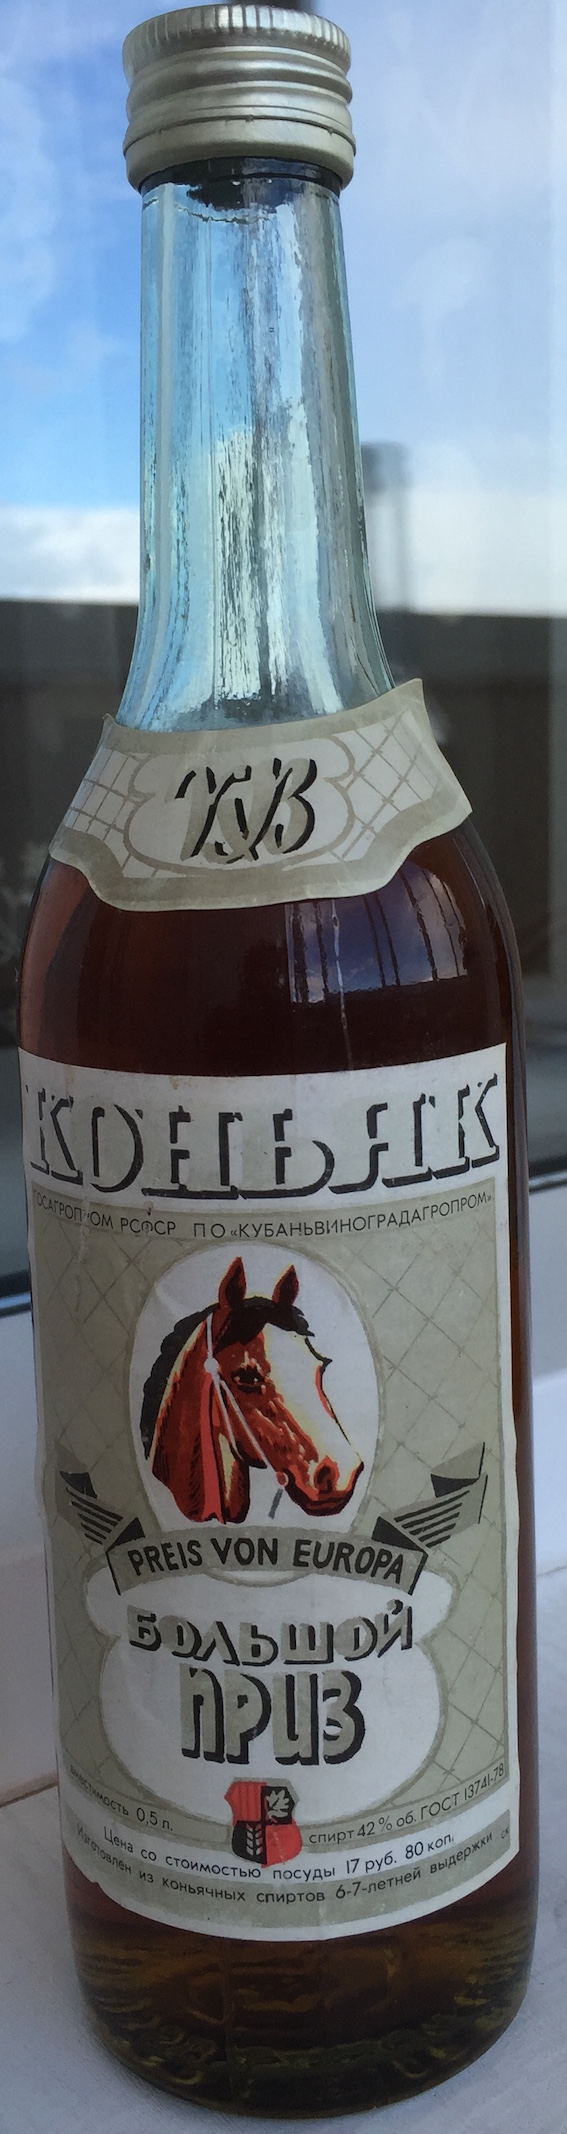 КВ
КОНЬЯК
ГОСАГРОПРОМ РСФСР ПО «КУБАНЬВИНОГРАДАГРОПРОМ»
PREIS VON EUROPA
БОЛЬШОЙ
ПРИЗ
вместимость 0,5 л.
спирт 42 % об. ГОСТ 13741-78
Цена со стоимостью посуды 17 руб. 80 коп.
Изготовлен из коньячных спиртов 6-7-летней выдержки